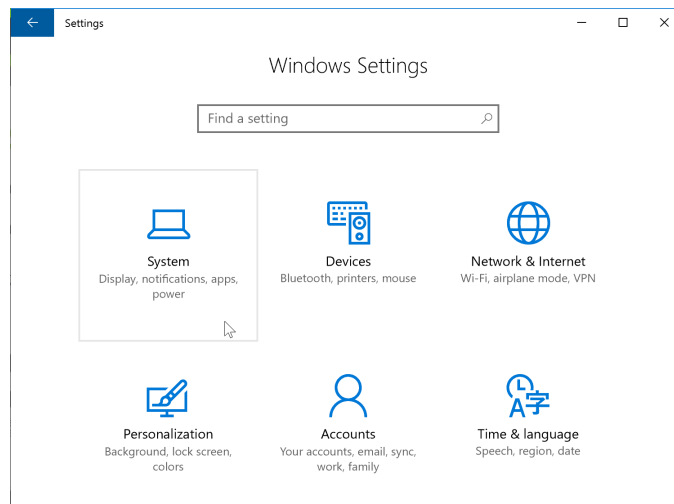 Settings
Windows Settings
Find a setting
System
Display, notifications, apps,
power
Devices
Bluetooth, printers, mouse
Network & Internet
Wi-Fi, airplane mode, VPN
Personalization
Background, lock screen,
colors
Accounts
Your accounts, email, sync,
work, family
A字
Time & language
Speech, region, date